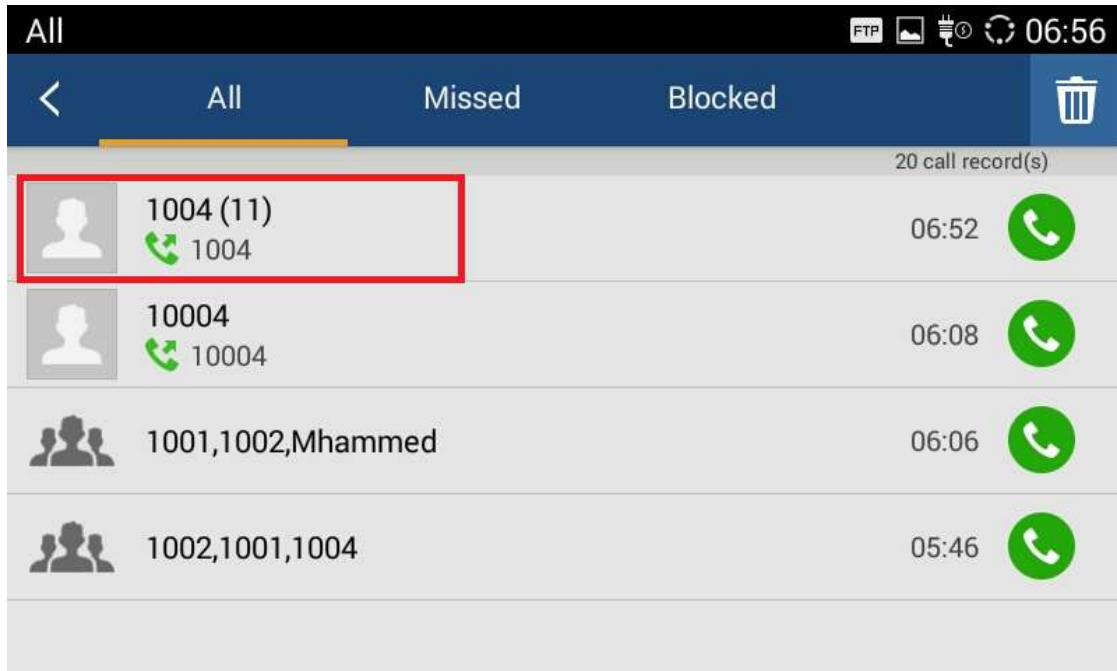 All FTP 06:56
All Missed Blocked
20 call record(s)
1004 (11)
1004
06:52
10004
10004
06:08
1001,1002,Mhammed 06:06
1002,1001,1004 05:46